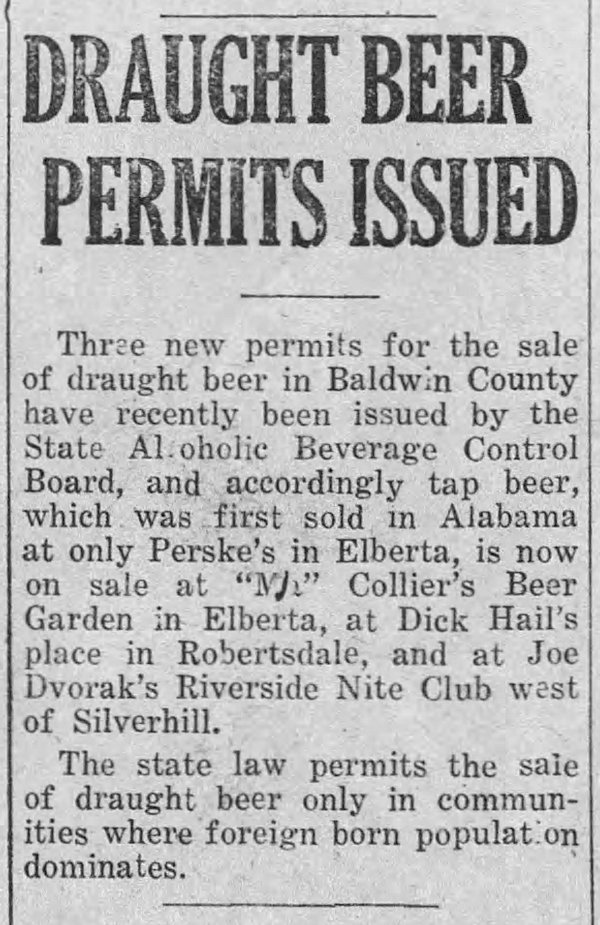 DRAUGHT BEER
PERMITS ISSUED
Three new permits for the sale
of draught beer in Baldwin County
have recently been issued by the
State Alcoholic Beverage Control
Board, and accordingly tap beer,
which was first sold in Alabama
at only Perske's in Elberta, is now
on sale at Collier's Beer
Garden in Elberta, at Dick Hail's
place in Robertsdale, and at Joe
Dvorak's Riverside Nite Club west
of Silverhill.
The state law permits the sale
of draught beer only in commun-
ities where foreign born population
dominates.